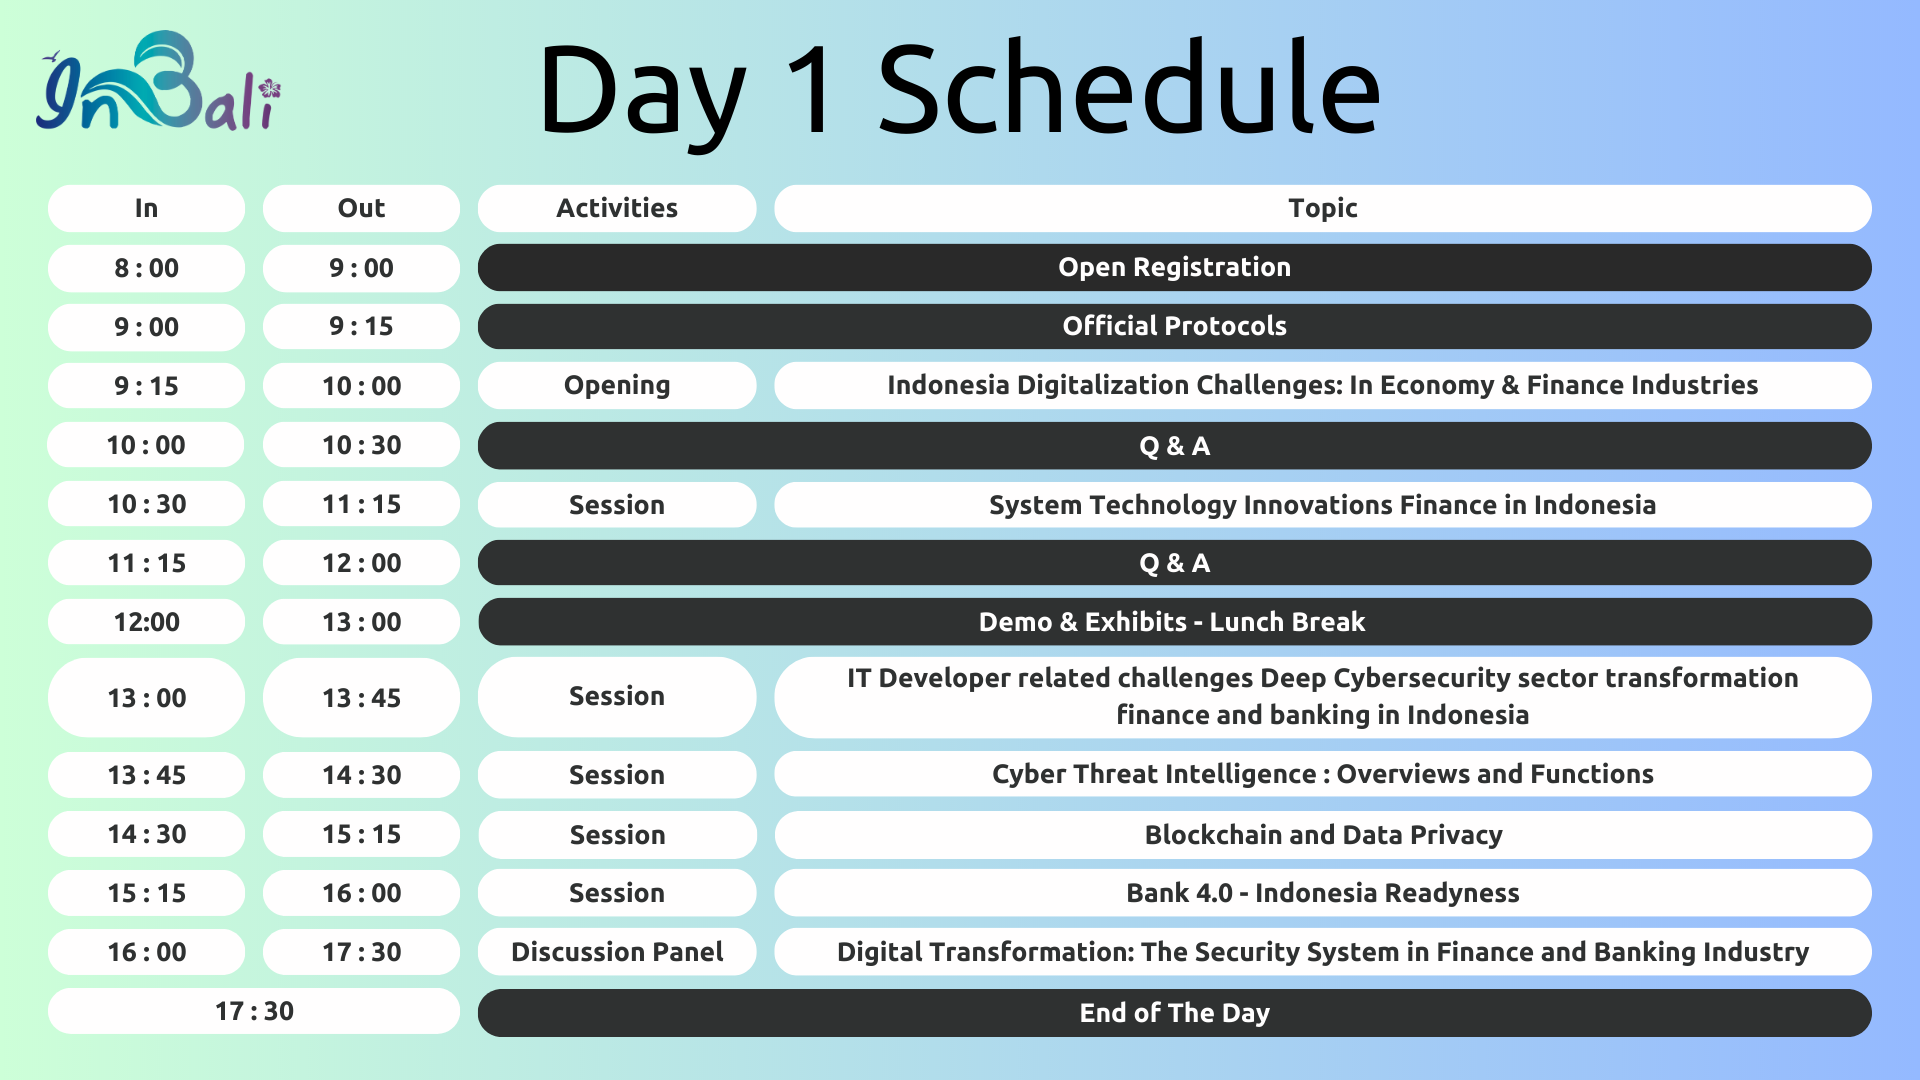 InBali
Day 1 Schedule
In Out Activities Topic
8 : 00 9 : 00 Open Registration
9 : 00 9 : 15 Official Protocols
9 : 15 10 : 00 Opening Indonesia Digitalization Challenges: In Economy & Finance Industries
10 : 00 10 : 30 Q & A
10 : 30 11 : 15 Session System Technology Innovations Finance in Indonesia
11 : 15 12 : 00 Q & A
12:00 13 : 00 Demo & Exhibits - Lunch Break
13 : 00 13 : 45 Session IT Developer related challenges Deep Cybersecurity sector transformation
finance and banking in Indonesia
13 : 45 14 : 30 Session Cyber Threat Intelligence : Overviews and Functions
14 : 30 15 : 15 Session Blockchain and Data Privacy
15 : 15 16 : 00 Session Bank 4.0 - Indonesia Readyness
16 : 00 17 : 30 Discussion Panel Digital Transformation: The Security System in Finance and Banking Industry
17 : 30 End of The Day